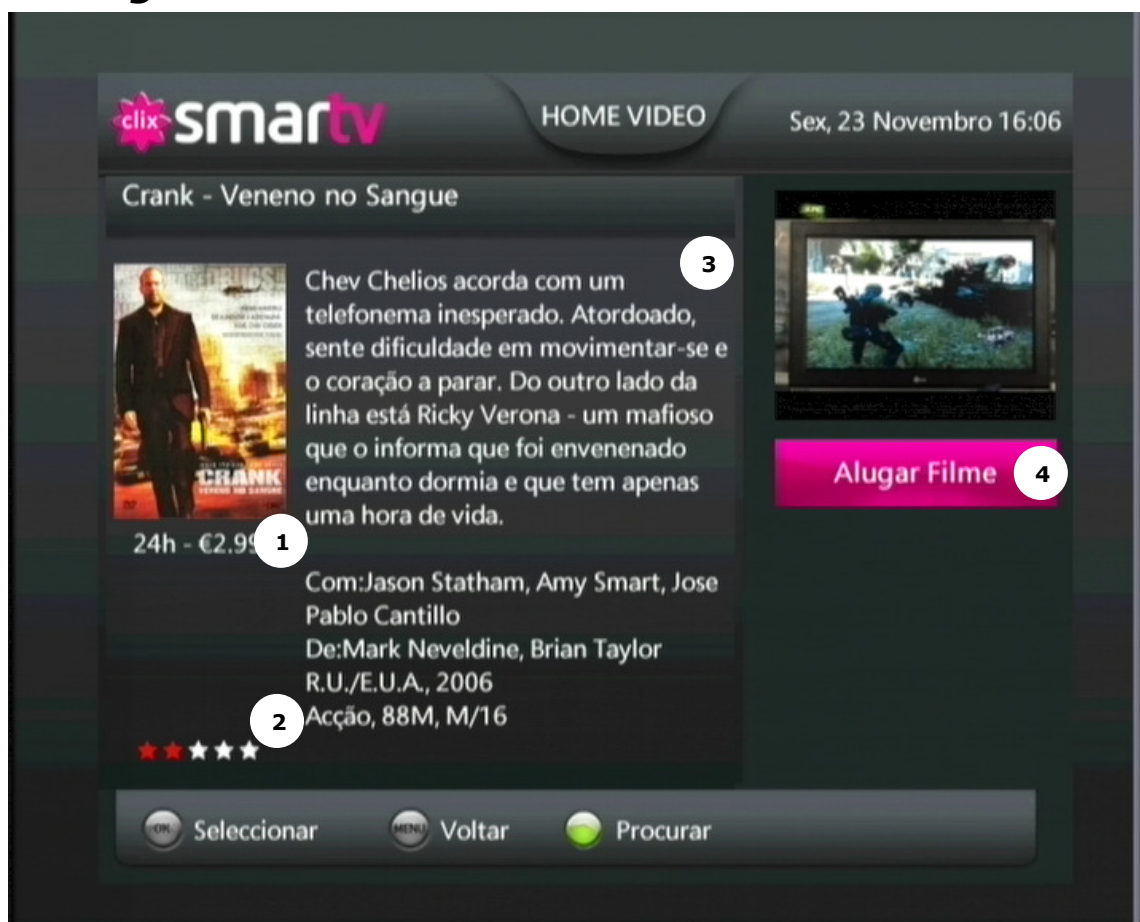 clix smartv
HOME VIDEO
Sex, 23 Novembro 16:06
Crank - Veneno no Sangue
3
Chev Chelios acorda com um
telefonema inesperado. Atordoado,
sente dificuldade em movimentar-se e
o coração a parar. Do outro lado da
linha está Ricky Verona - um mafioso
que o informa que foi envenenado
enquanto dormia e que tem apenas
uma hora de vida.
CRANK
VENENO NO SANGUE
24h - €2.99
1
Com:Jason Statham, Amy Smart, Jose
Pablo Cantillo
De:Mark Neveldine, Brian Taylor
R.U./E.U.A., 2006
2
Acção, 88M, M/16
Alugar Filme
4
OK Seleccionar
MENU Voltar
Procurar